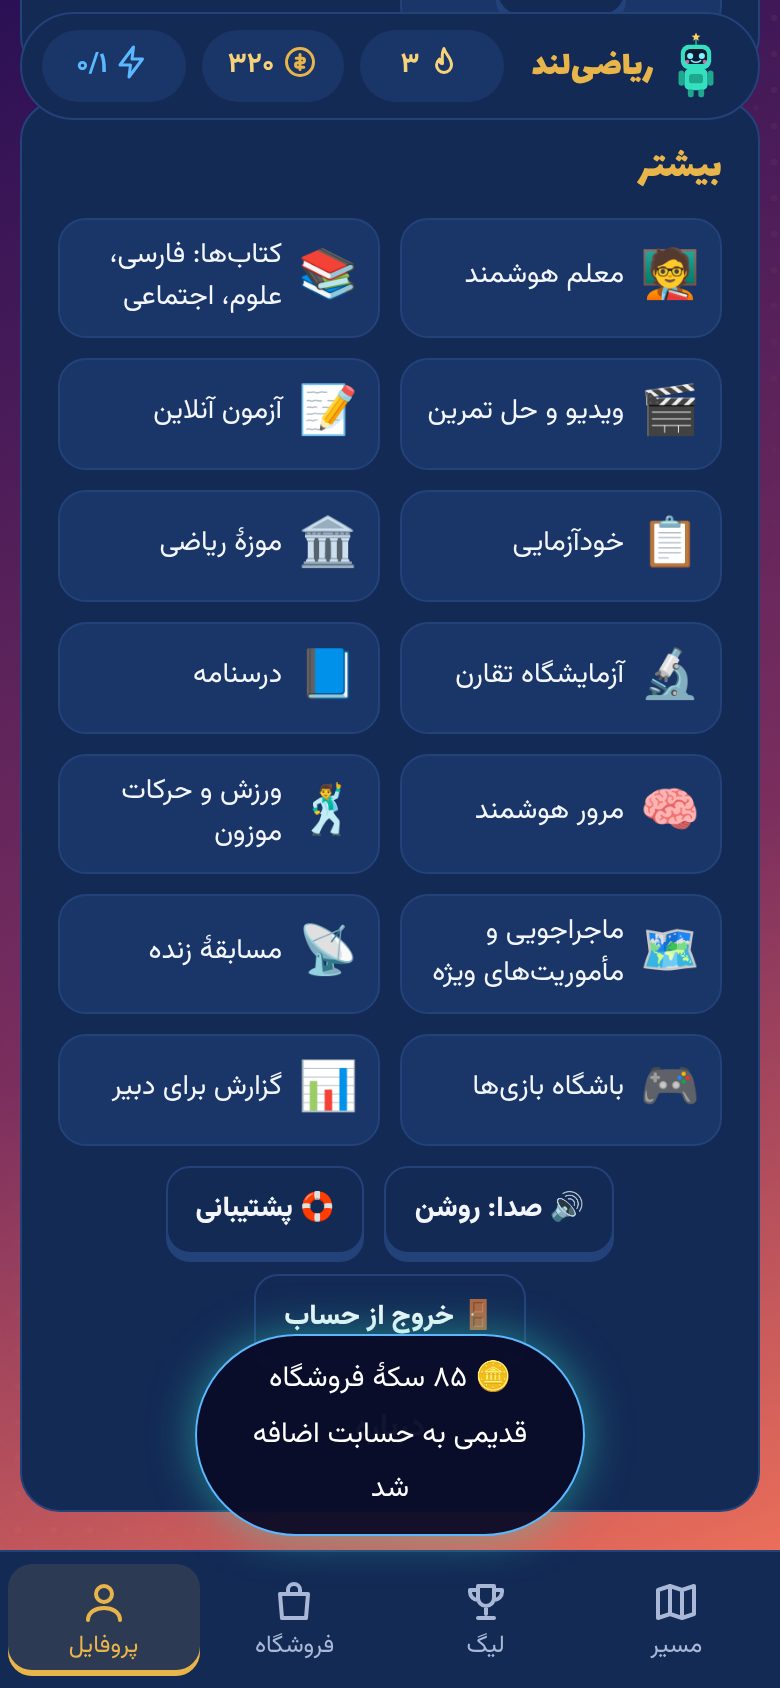 ریاضی‌لند
۳
۳۲۰
۰/۱
بیشتر
معلم هوشمند
کتاب‌ها: فارسی،
علوم، اجتماعی
ویدیو و حل تمرین
آزمون آنلاین
خودآزمایی
موزهٔ ریاضی
آزمایشگاه تقارن
درسنامه
مرور هوشمند
ورزش و حرکات
موزون
ماجراجویی و
مأموریت‌های ویژه
مسابقهٔ زنده
باشگاه بازی‌ها
گزارش برای دبیر
صدا: روشن
پشتیبانی
خروج از حساب
۸۵ سکهٔ فروشگاه
قدیمی به حسابت اضافه
شد
مسیر
لیگ
فروشگاه
پروفایل